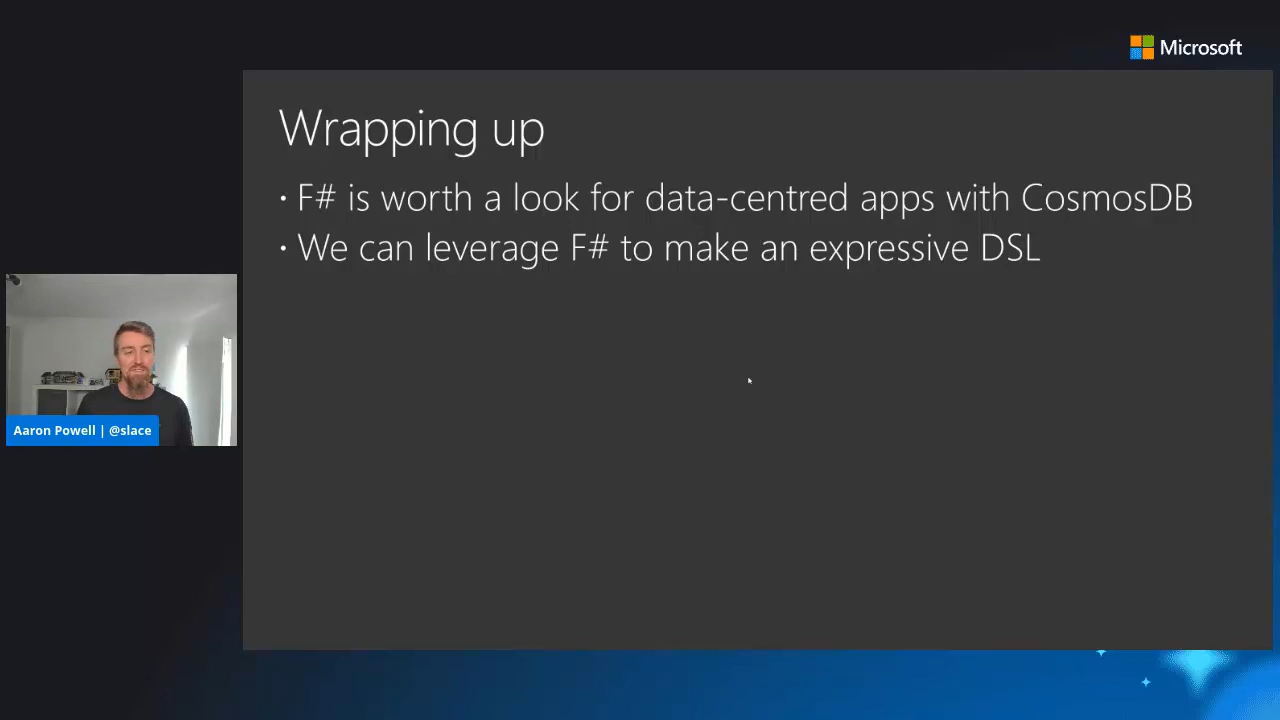 Microsoft
Wrapping up
• F# is worth a look for data-centred apps with CosmosDB
• We can leverage F# to make an expressive DSL
Aaron Powell | @slace